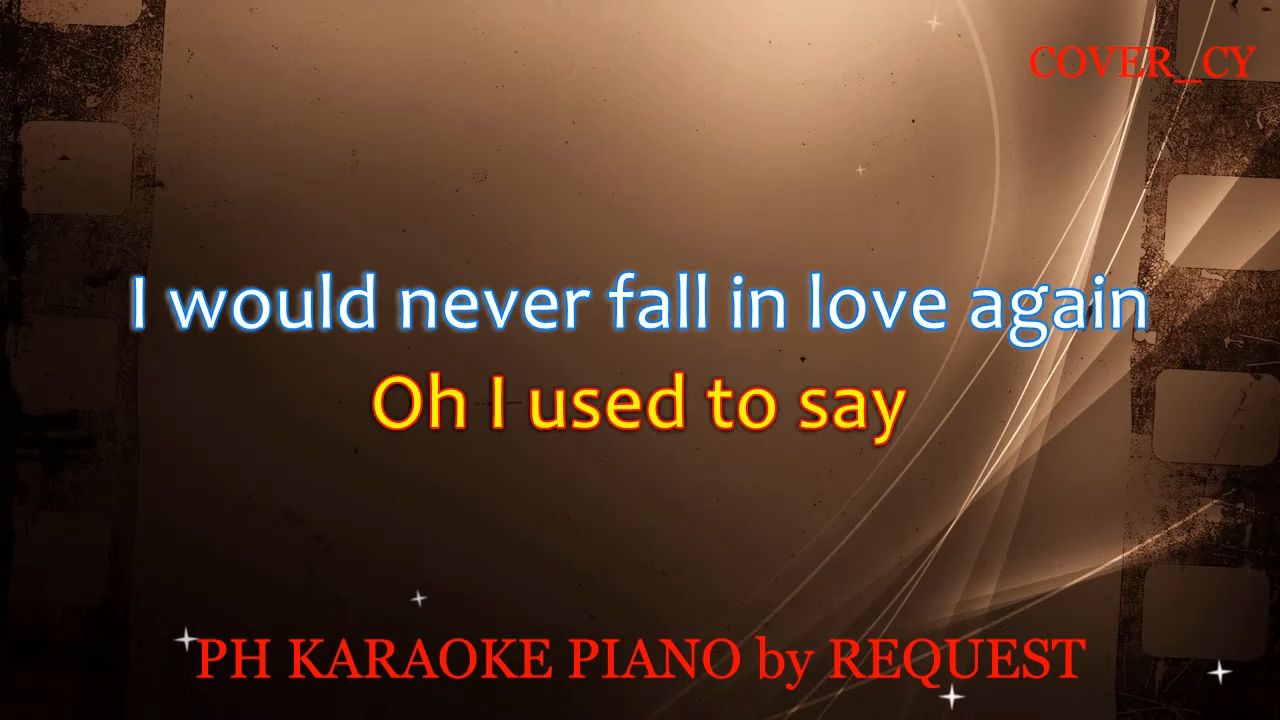 COVER_CY
I would never fall in love again
Oh I used to say
PH KARAOKE PIANO by REQUEST